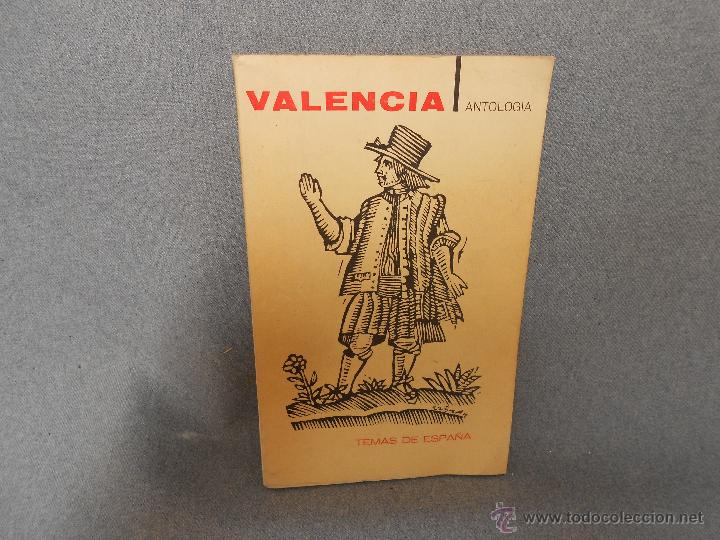 VALENCIA
ANTOLOGIA
TEMAS DE ESPAÑA
www.todocoleccion.net